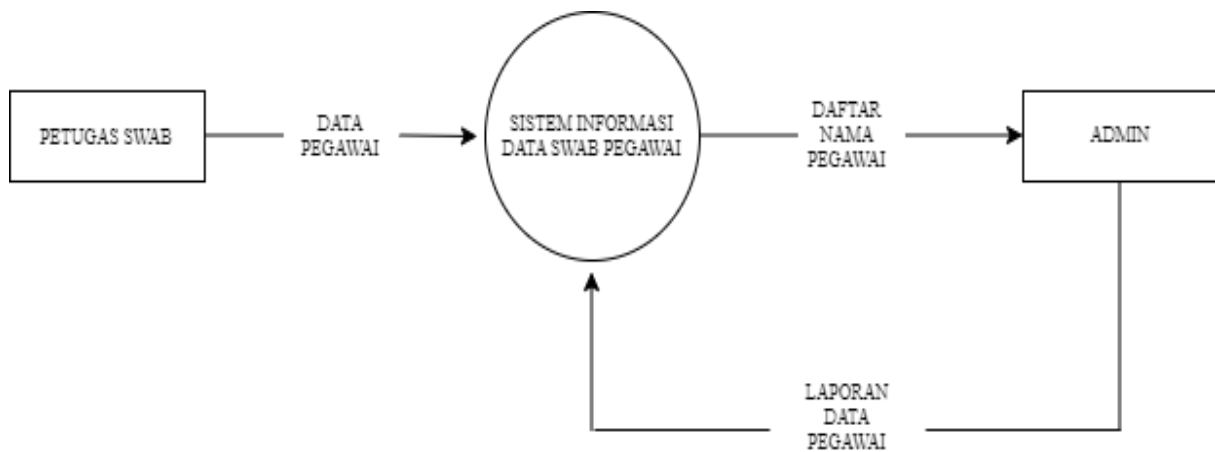 PETUGAS SWAB
DATA
PEGAWAI
SISTEM INFORMASI
DATA SWAB PEGAWAI
DAFTAR
NAMA
PEGAWAI
ADMIN
LAPORAN
DATA
PEGAWAI